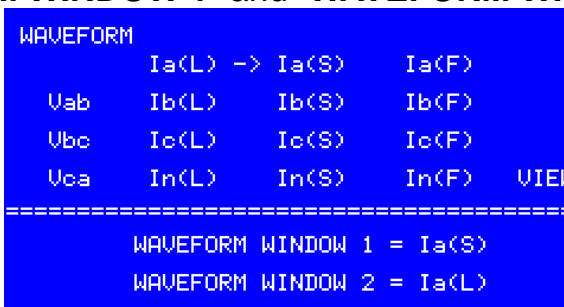 WAVEFORM
Ia(L) -> Ia(S) Ia(F)
Vab Ib(L) Ib(S) Ib(F)
Vbc Ic(L) Ic(S) Ic(F)
Vca In(L) In(S) In(F)
========================================
WAVEFORM WINDOW 1 = Ia(S)
WAVEFORM WINDOW 2 = Ia(L)